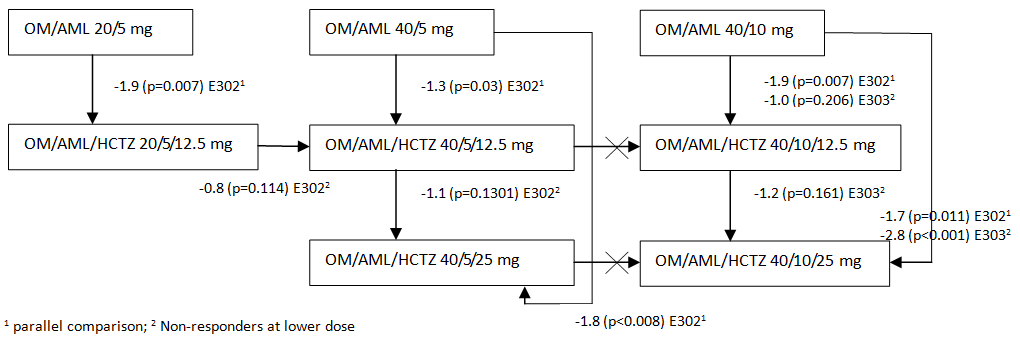 OM/AML 20/5 mg
OM/AML 40/5 mg
OM/AML 40/10 mg
-1.9 (p=0.007) E302¹
-1.3 (p=0.03) E302¹
-1.9 (p=0.007) E302¹
-1.0 (p=0.206) E303²
OM/AML/HCTZ 20/5/12.5 mg
OM/AML/HCTZ 40/5/12.5 mg
OM/AML/HCTZ 40/10/12.5 mg
-0.8 (p=0.114) E302²
-1.1 (p=0.1301) E302²
-1.2 (p=0.161) E303²
-1.7 (p=0.011) E302¹
-2.8 (p<0.001) E303²
OM/AML/HCTZ 40/5/25 mg
OM/AML/HCTZ 40/10/25 mg
-1.8 (p<0.008) E302¹
¹ parallel comparison; ² Non-responders at lower dose